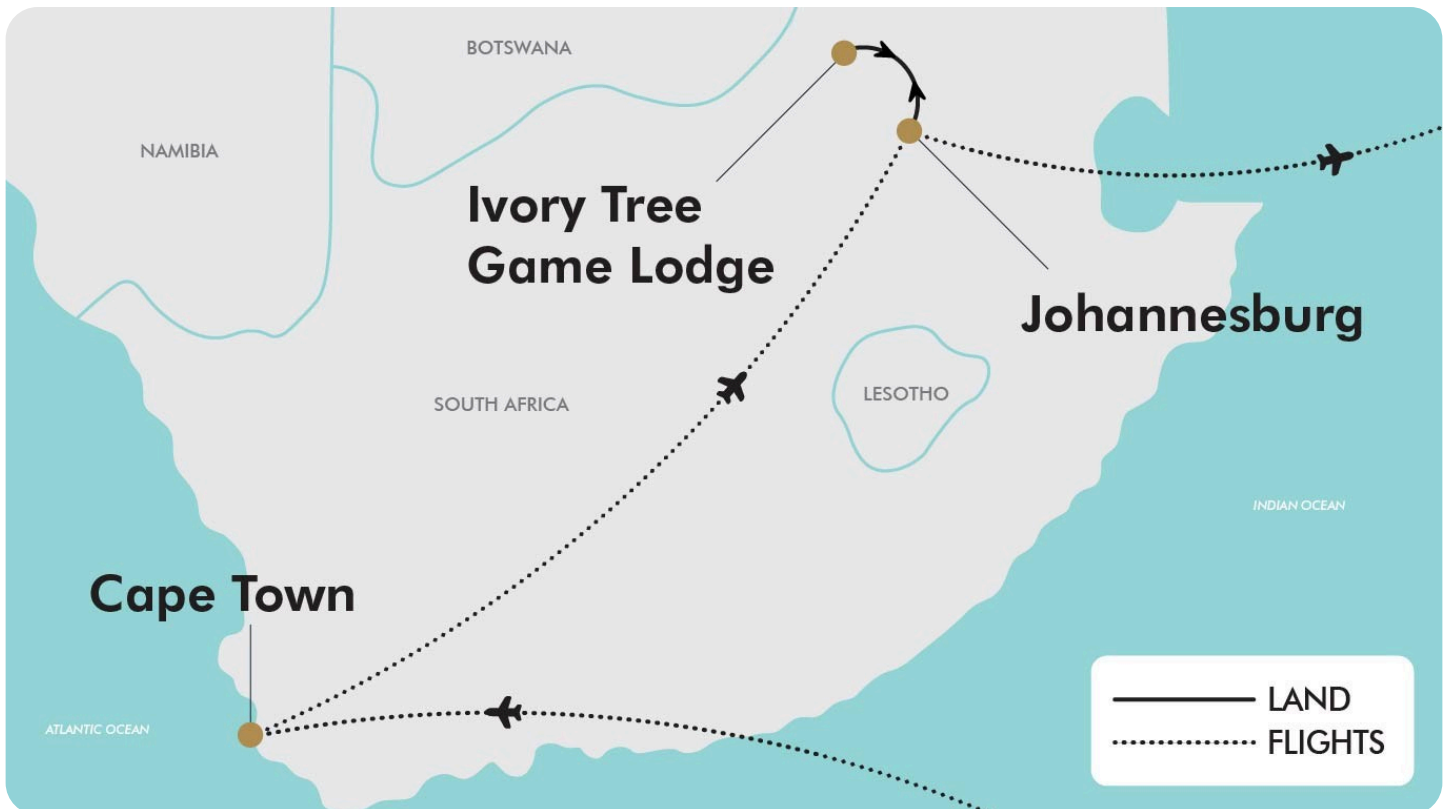 BOTSWANA
NAMIBIA
Ivory Tree
Game Lodge
Johannesburg
SOUTH AFRICA
LESOTHO
INDIAN OCEAN
Cape Town
ATLANTIC OCEAN
LAND
FLIGHTS